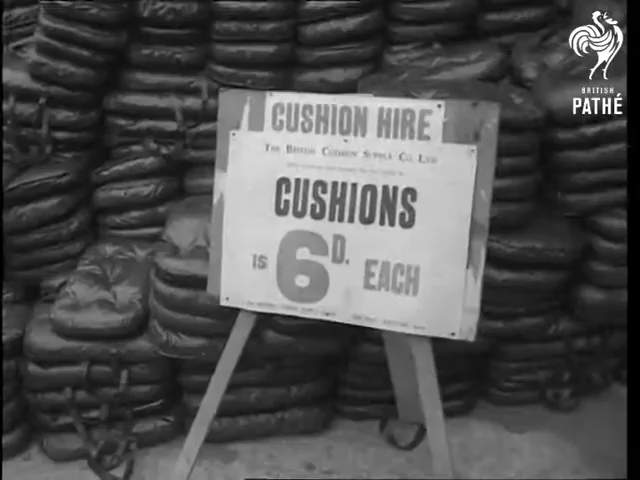 BRITISH
PATHÉ
CUSHION HIRE
THE BRITISH CUSHION SUPPLY CO. LTD
CUSHIONS
IS 6D. EACH